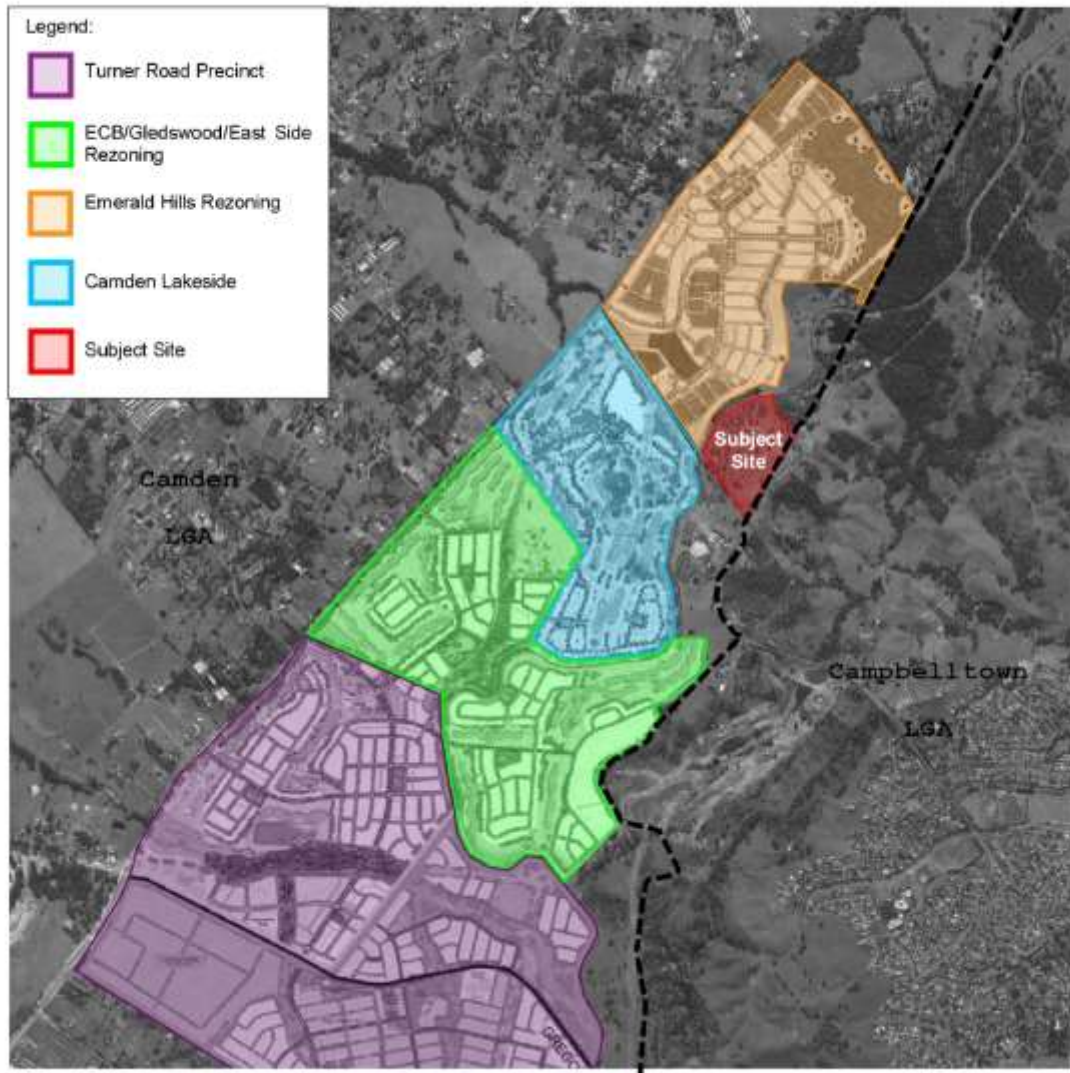 Legend:
Turner Road Precinct
ECB/Gledswood/East Side
Rezoning
Emerald Hills Rezoning
Camden Lakeside
Subject Site
Subject
Site
Camden
LGA
Campbelltown
LGA